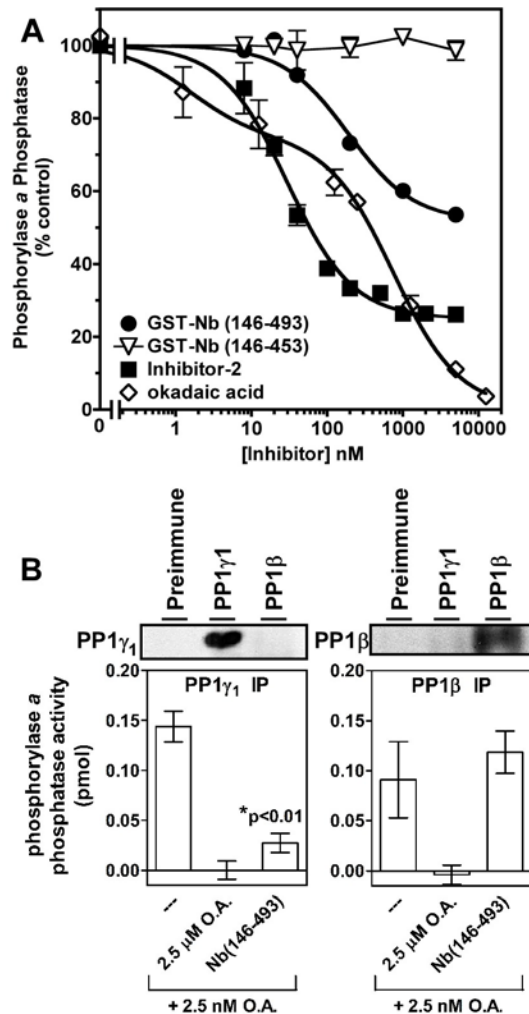 A
Phosphorylase a Phosphatase
(% control)
100
80
60
40
20
0
GST-Nb (146-493)
GST-Nb (146-453)
Inhibitor-2
okadaic acid
0 1 10 100 1000 10000
[Inhibitor] nM
B
Preimmune
PP1γ1
PP1β
Preimmune
PP1γ1
PP1β
PP1γ₁
PP1β
phosphorylase a
phosphatase activity
(pmol)
0.20
0.15
0.10
0.05
0.00
PP1γ₁ IP
*p<0.01
---
2.5 µM O.A.
Nb(146-493)
+ 2.5 nM O.A.
0.20
0.15
0.10
0.05
0.00
PP1β IP
---
2.5 µM O.A.
Nb(146-493)
+ 2.5 nM O.A.